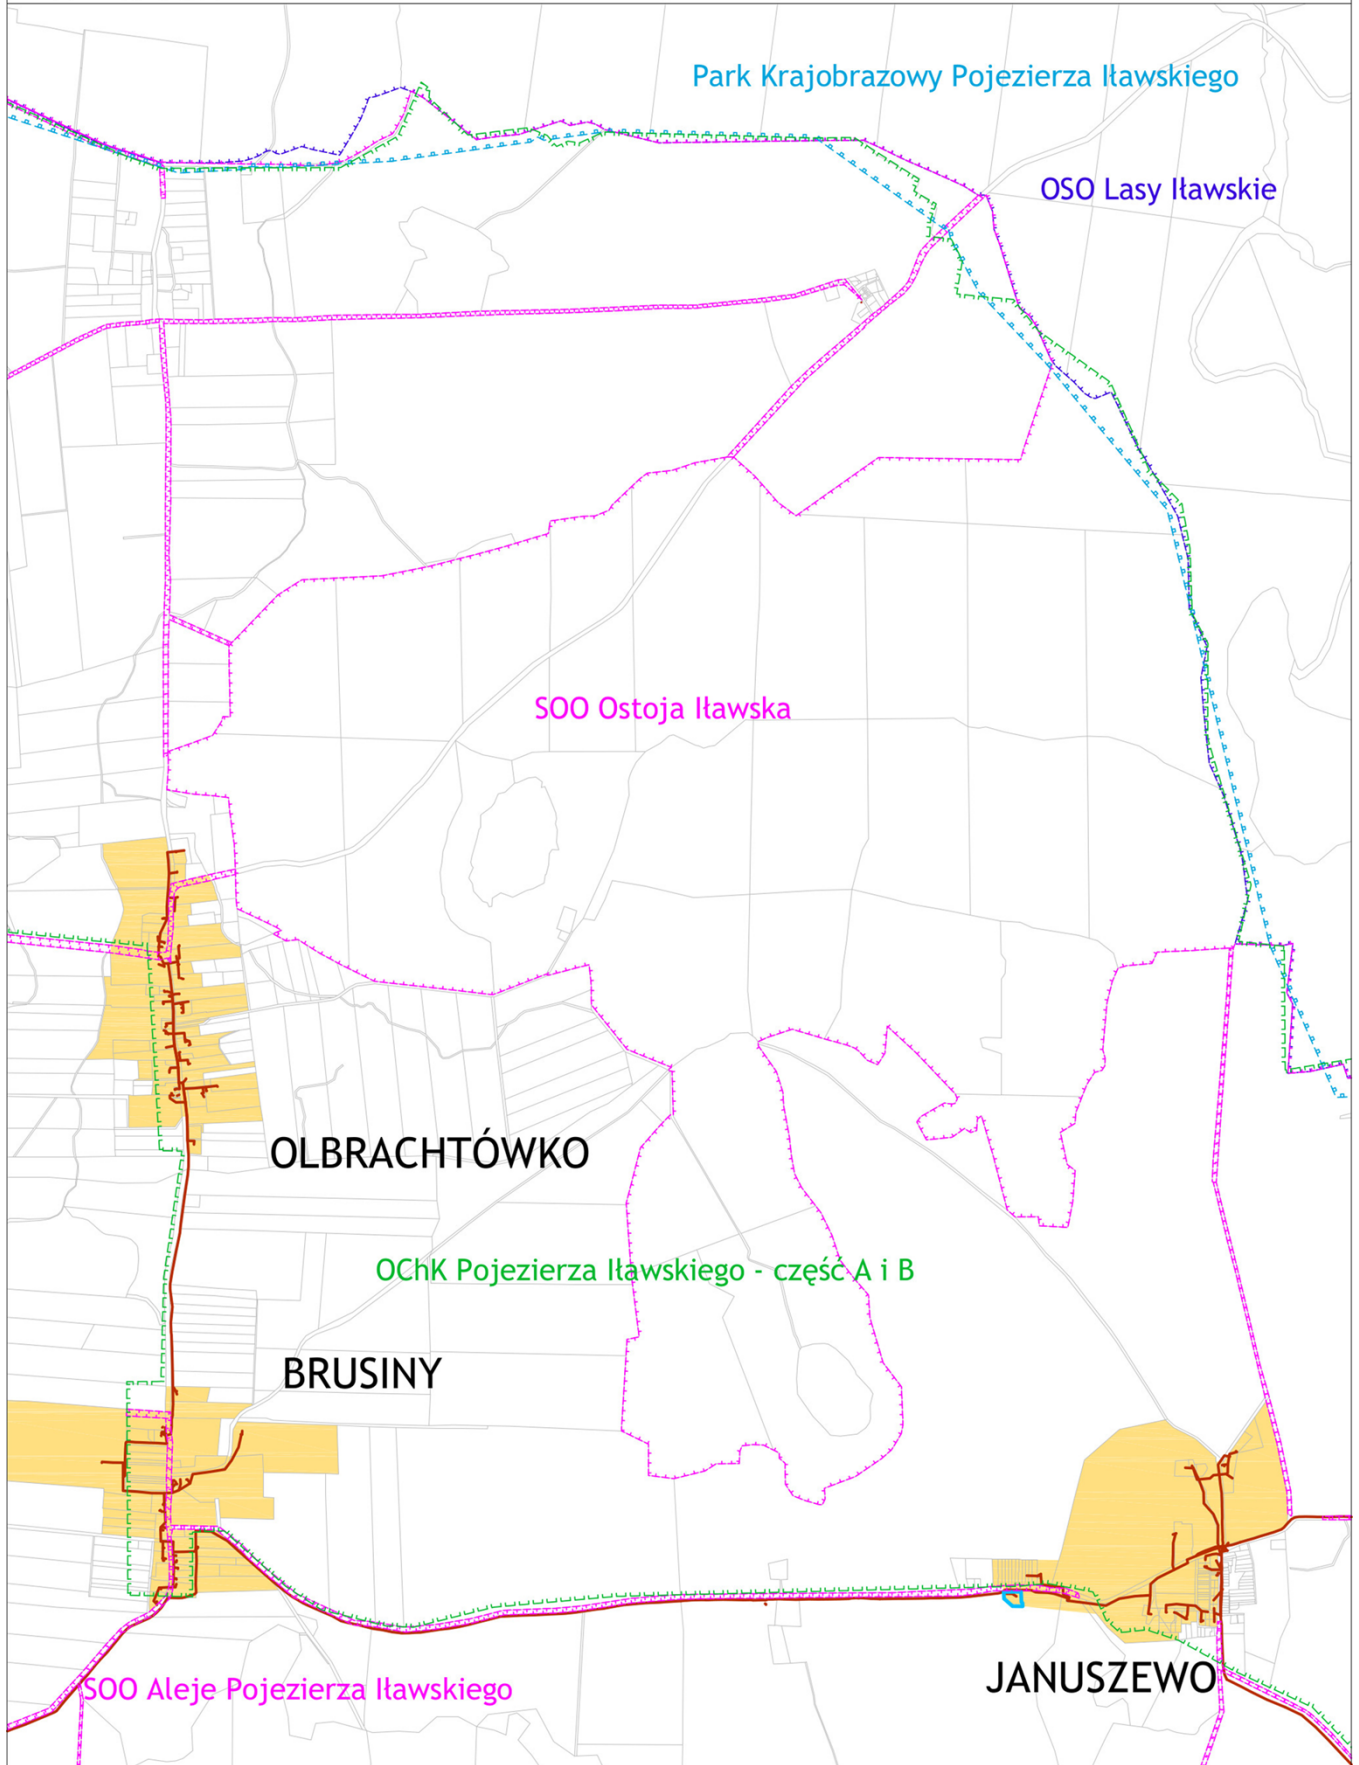 Park Krajobrazowy Pojezierza Iławskiego
OSO Lasy Iławskie
SOO Ostoja Iławska
OLBRACHTÓWKO
OChK Pojezierza Iławskiego - część A i B
BRUSINY
JANUSZEWO
SOO Aleje Pojezierza Iławskiego